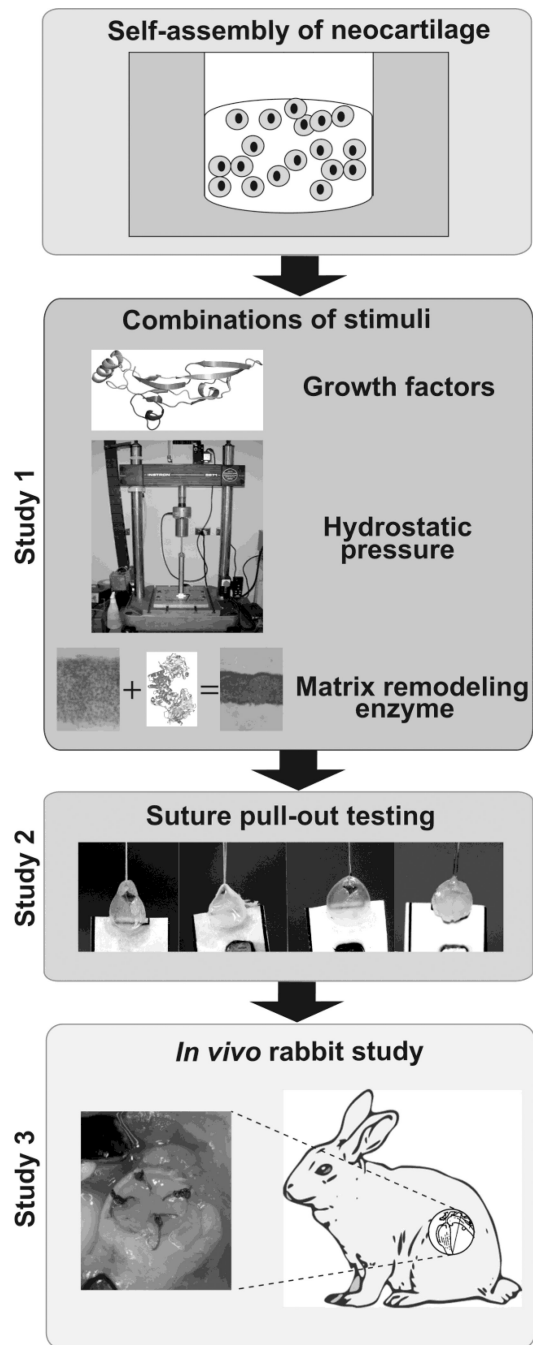 Self-assembly of neocartilage
Study 1
Combinations of stimuli
Growth factors
Hydrostatic
pressure
+
=
Matrix remodeling
enzyme
Study 2
Suture pull-out testing
Study 3
In vivo rabbit study